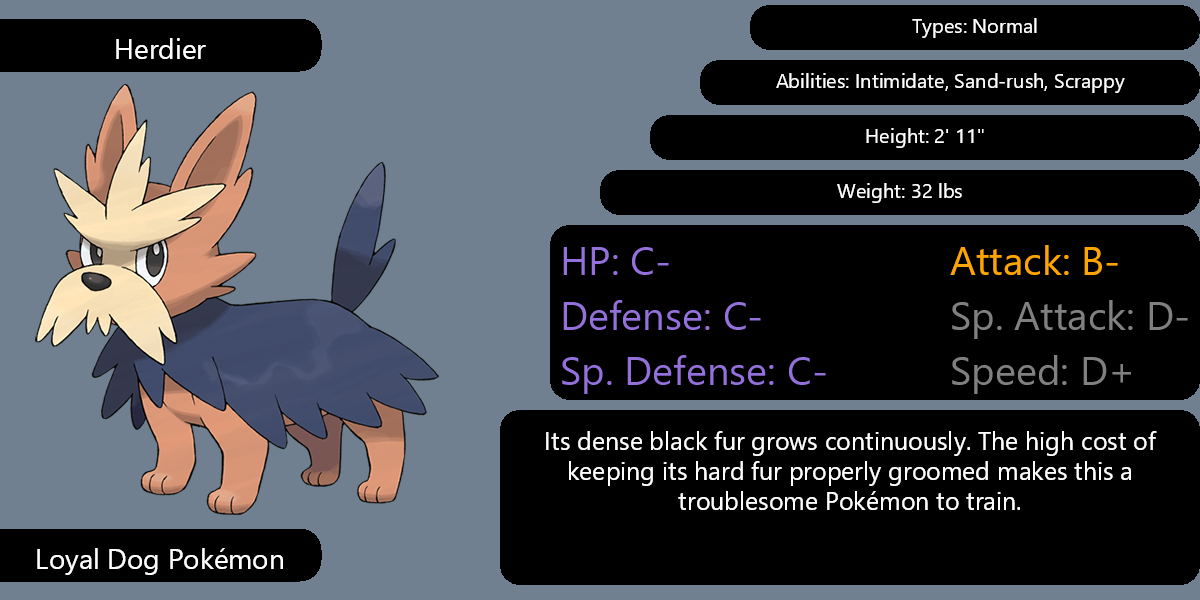 Herdier
Types: Normal
Abilities: Intimidate, Sand-rush, Scrappy
Height: 2' 11"
Weight: 32 lbs
HP: C-
Attack: B-
Defense: C-
Sp. Attack: D-
Sp. Defense: C-
Speed: D+
Its dense black fur grows continuously. The high cost of
keeping its hard fur properly groomed makes this a
troublesome Pokémon to train.
Loyal Dog Pokémon